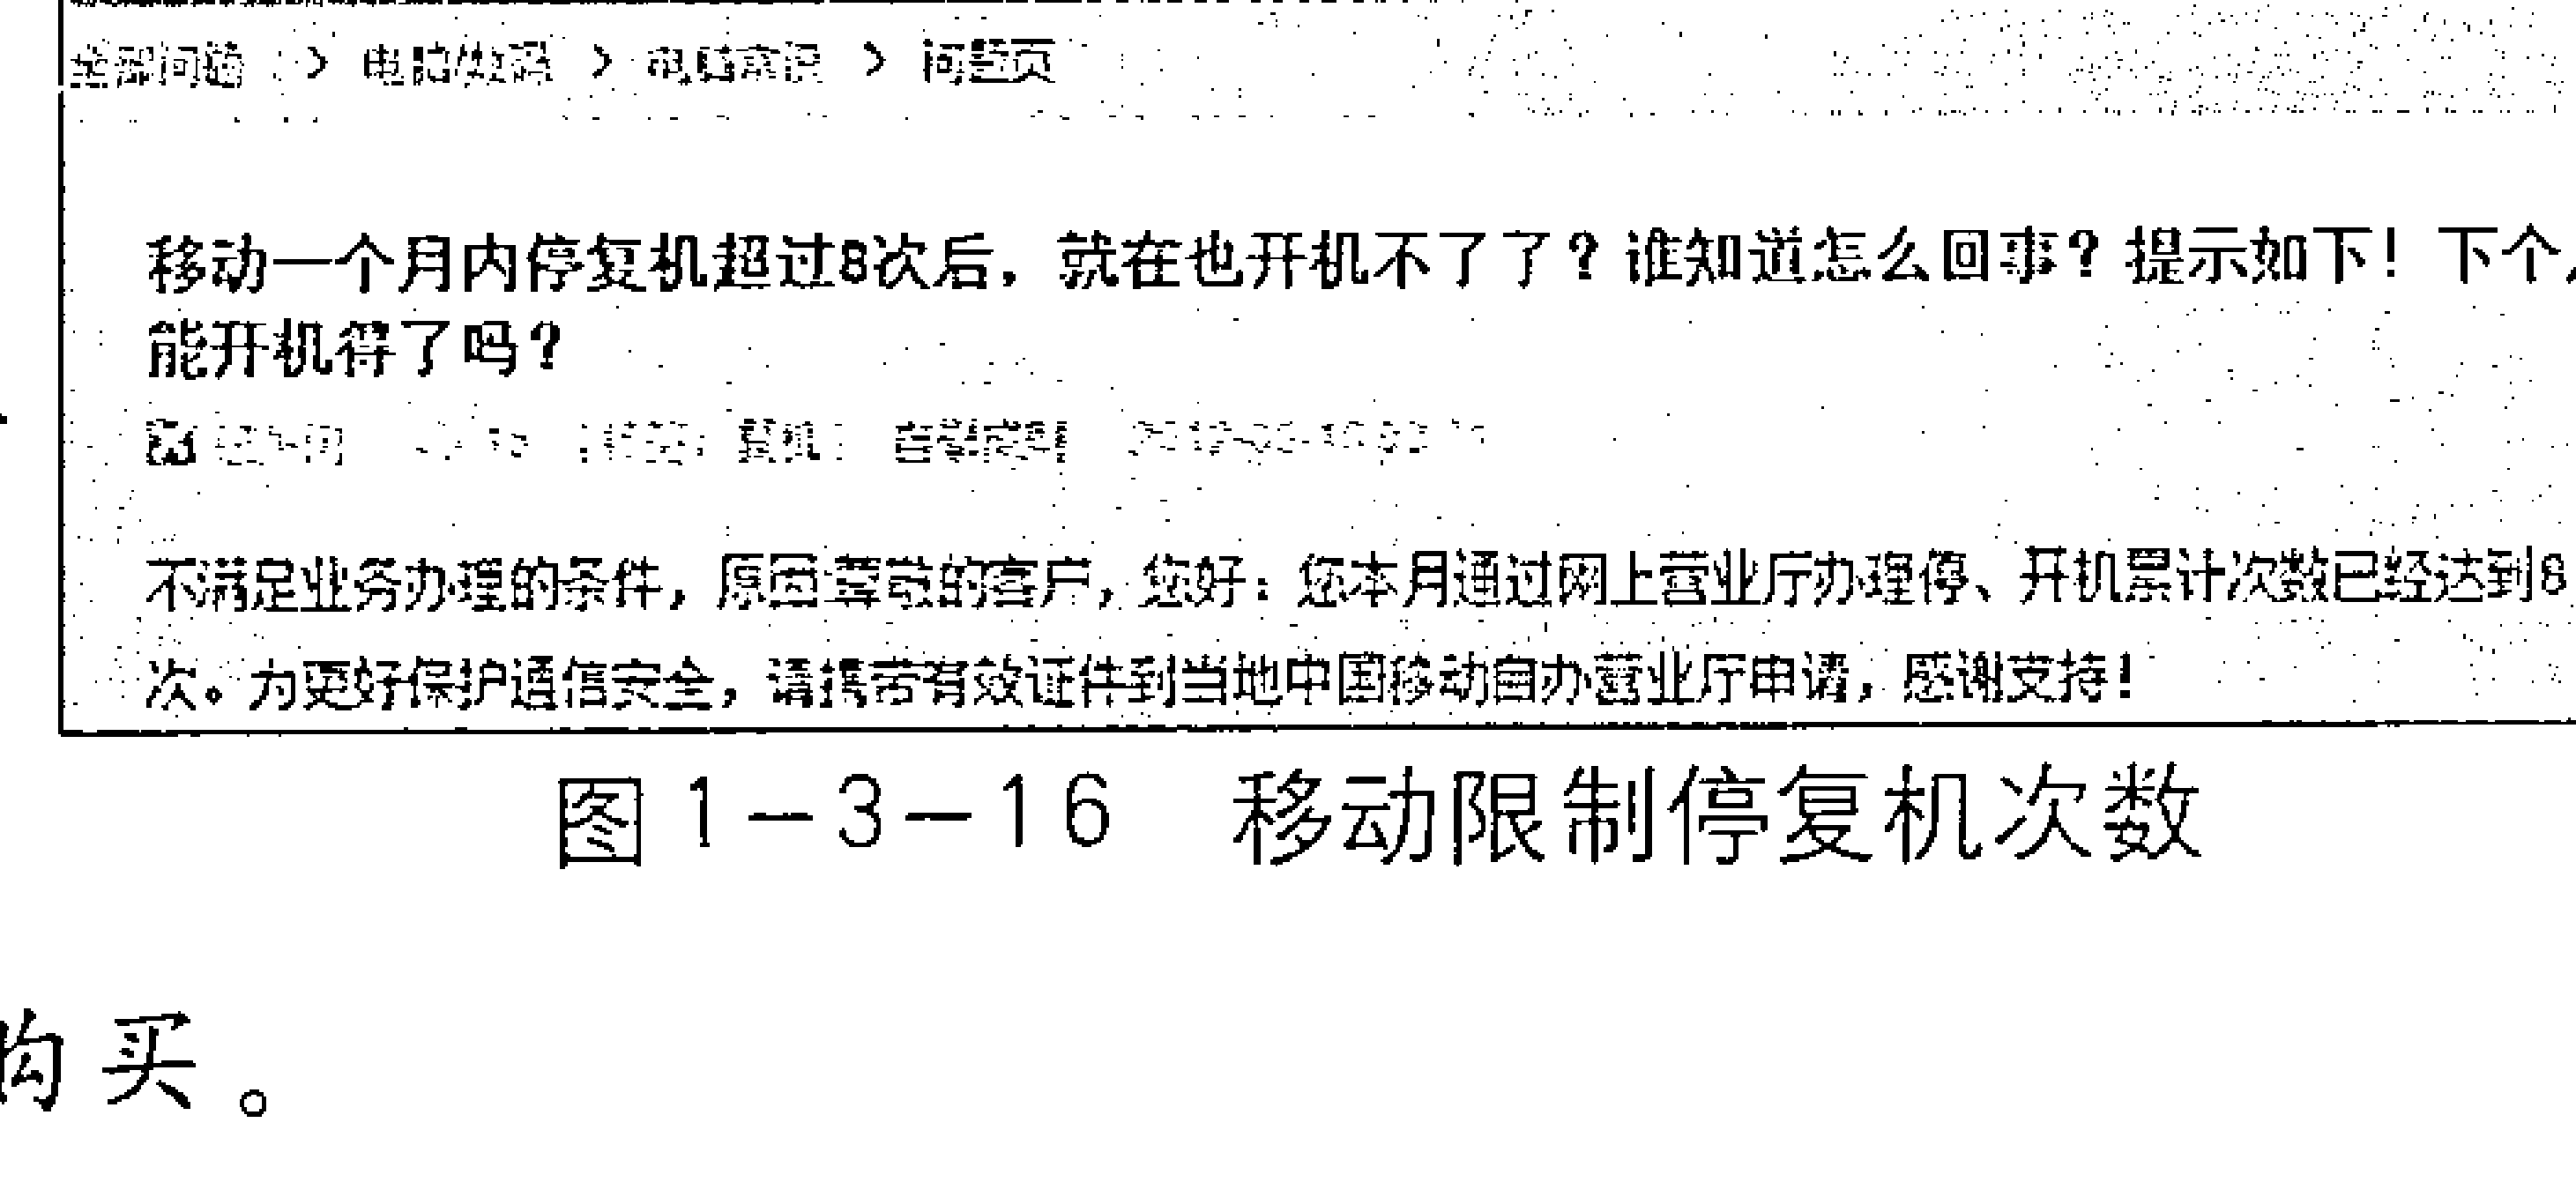 全部问题 > 电脑/数码 > 电脑常识 > 问题页
移动一个月内停复机超过8次后，就在也开机不了了？谁知道怎么回事？提示如下！下个
能开机得了吗？
不满足业务办理的条件，原因尊敬的客户，您好：您本月通过网上营业厅办理停、开机累计次数已经达到8
次。为更好保护通信安全，请携带有效证件到当地中国移动自办营业厅申请，感谢支持！
图1－3－16 移动限制停复机次数
购买。